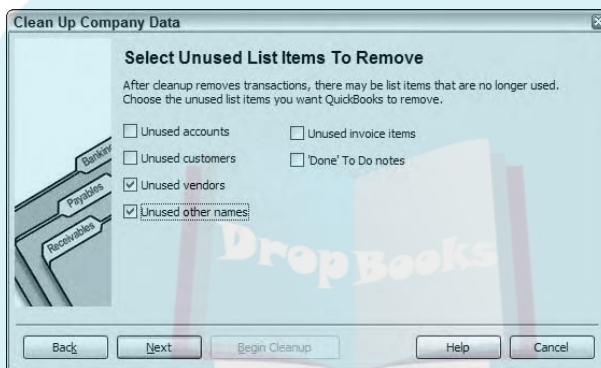 Clean Up Company Data
Select Unused List Items To Remove
After cleanup removes transactions, there may be list items that are no longer used.
Choose the unused list items you want QuickBooks to remove.
Unused accounts
Unused customers
Unused vendors
Unused other names
Unused invoice items
'Done' To Do notes
Banking
Payables
Receivables
DropBooks
Back
Next
Begin Cleanup
Help
Cancel